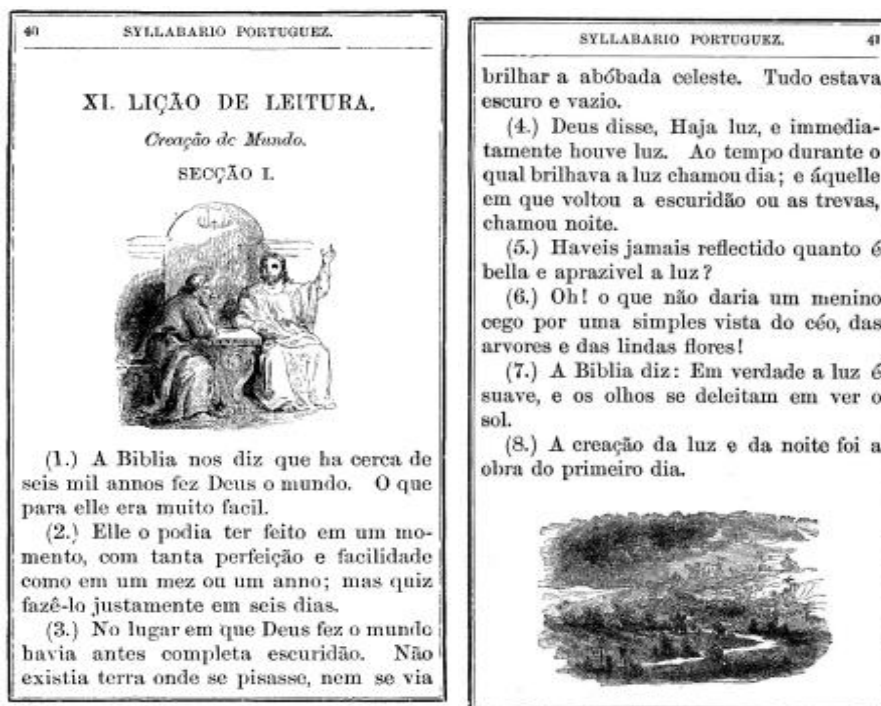 40 SYLLABARIO PORTUGUEZ.
XI. LIÇÃO DE LEITURA.
Creação do Mundo.
SECÇÃO I.
(1.) A Biblia nos diz que ha cerca de
seis mil annos fez Deus o mundo. O que
para elle era muito facil.
(2.) Elle o podia ter feito em um mo-
mento, com tanta perfeição e facilidade
como em um mez ou um anno; mas quiz
fazê-lo justamente em seis dias.
(3.) No lugar em que Deus fez o mundo
havia antes completa escuridão. Não
existia terra onde se pisasse, nem se via
SYLLABARIO PORTUGUEZ. 41
brilhar a abóbada celeste. Tudo estava
escuro e vazio.
(4.) Deus disse, Haja luz, e immedia-
tamente houve luz. Ao tempo durante o
qual brilhava a luz chamou dia; e áquelle
em que voltou a escuridão ou as trevas,
chamou noite.
(5.) Haveis jamais reflectido quanto é
bella e aprazivel a luz?
(6.) Oh! o que não daria um menino
cego por uma simples vista do céo, das
arvores e das lindas flores!
(7.) A Biblia diz: Em verdade a luz é
suave, e os olhos se deleitam em ver o
sol.
(8.) A creação da luz e da noite foi a
obra do primeiro dia.